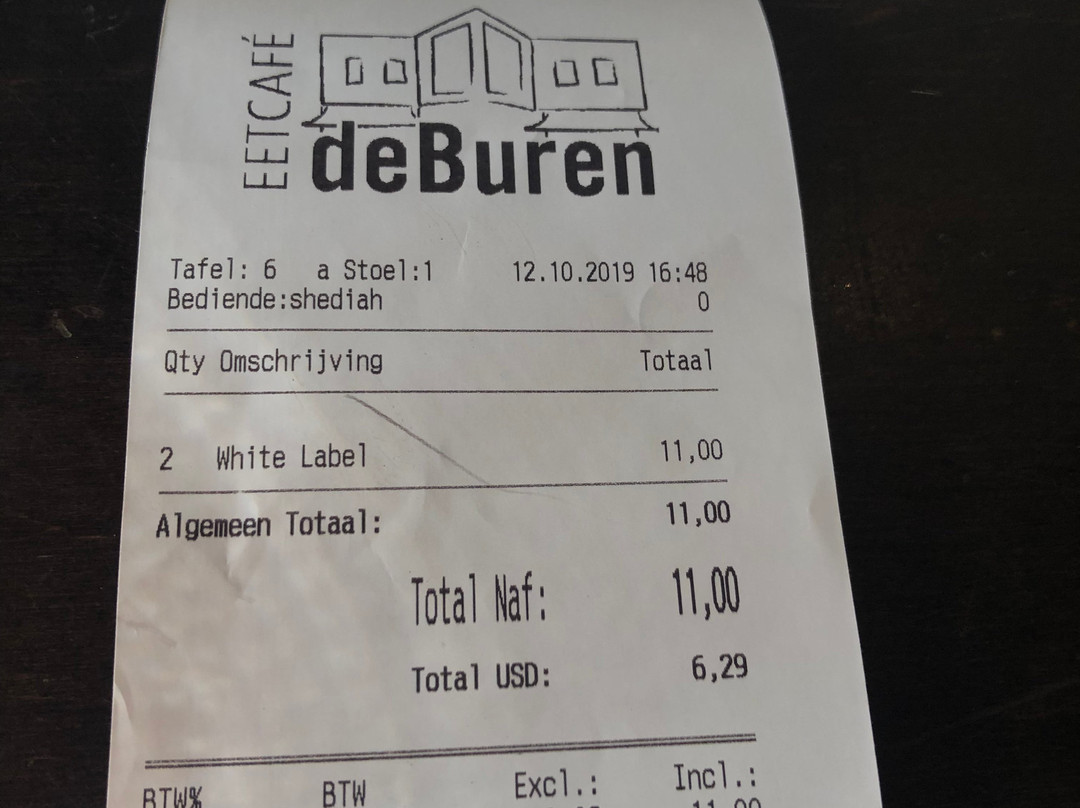 EETCAFÉ
deBuren
Tafel: 6 a Stoel:1 12.10.2019 16:48
Bediende:shediah 0
Qty Omschrijving Totaal
2 White Label 11,00
Algemeen Totaal: 11,00
Total Naf: 11,00
Total USD: 6,29
BTW% BTW Excl.: Incl.:
11,00